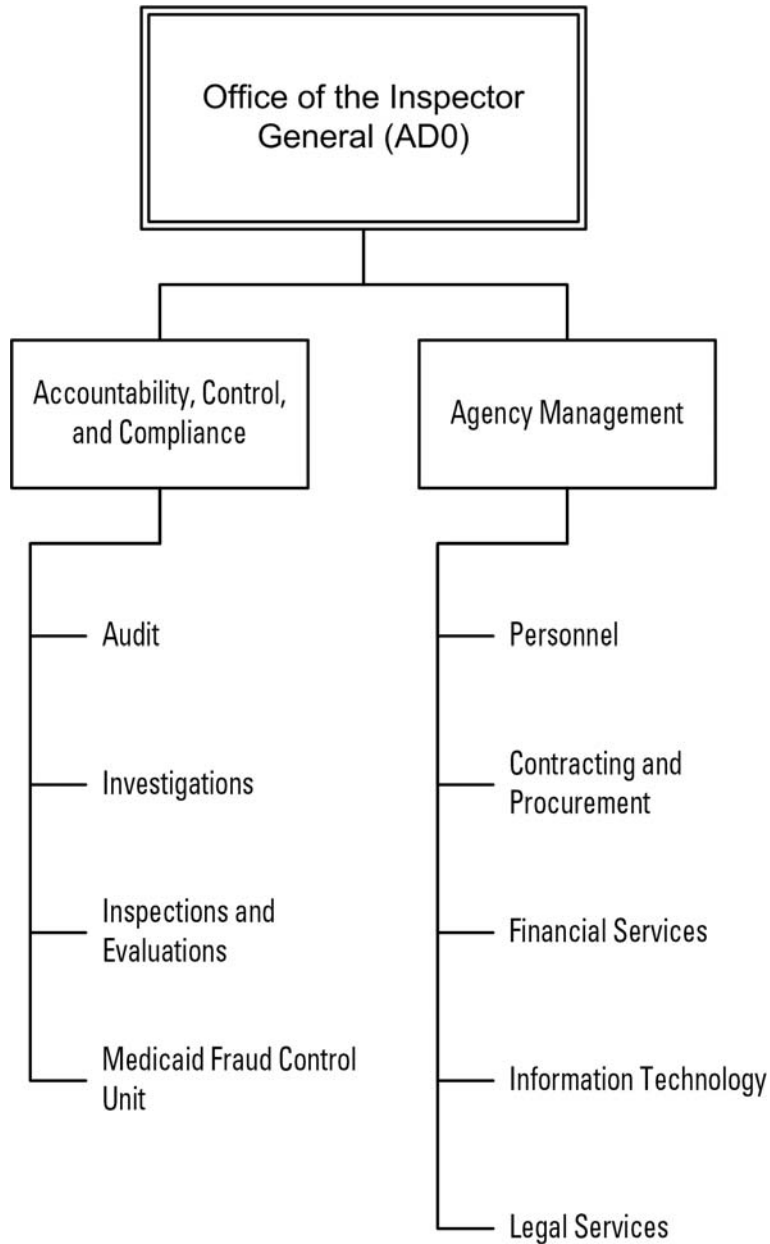 Office of the Inspector
General (AD0)
Accountability, Control,
and Compliance
Agency Management
Audit
Investigations
Inspections and
Evaluations
Medicaid Fraud Control
Unit
Personnel
Contracting and
Procurement
Financial Services
Information Technology
Legal Services